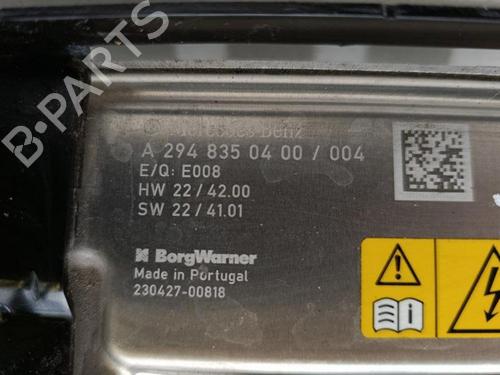 B-PARTS
Mercedes-Benz
A 294 835 04 00 / 004
E/Q: E008
HW 22 / 42.00
SW 22 / 41.01
BorgWarner
Made in Portugal
230427-00818